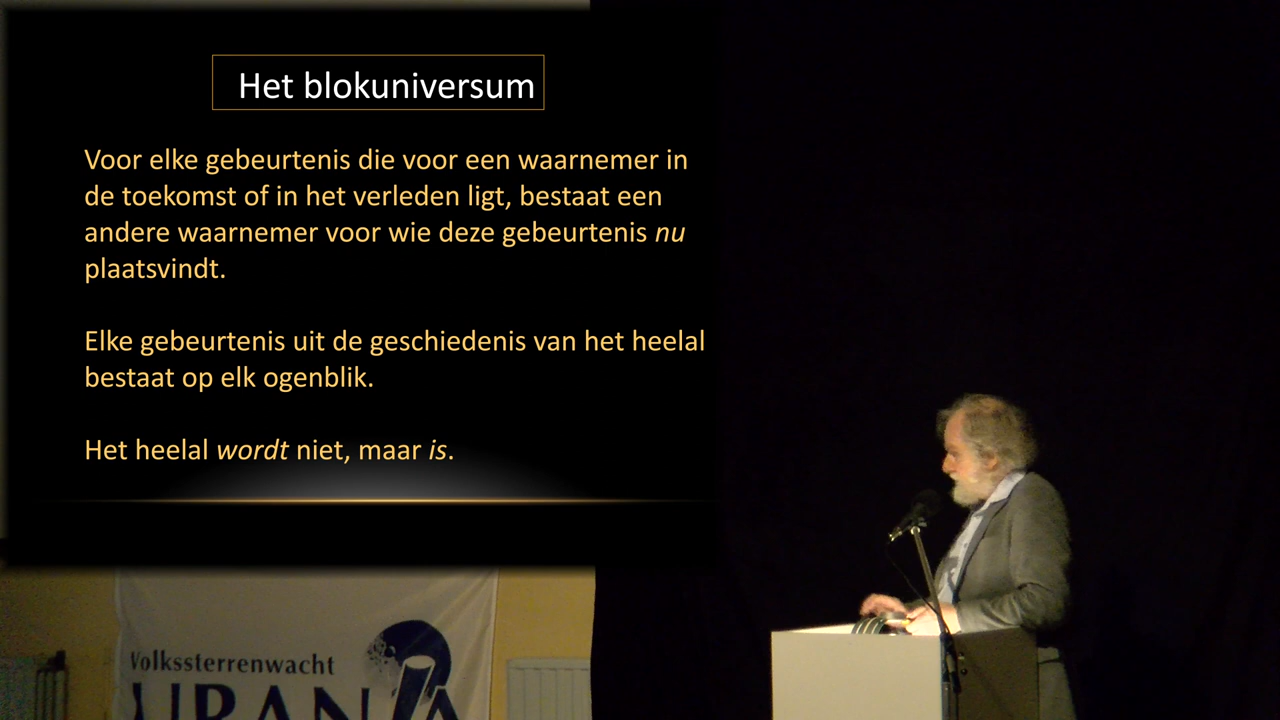 Het blokuniversum
Voor elke gebeurtenis die voor een waarnemer in
de toekomst of in het verleden ligt, bestaat een
andere waarnemer voor wie deze gebeurtenis nu
plaatsvindt.
Elke gebeurtenis uit de geschiedenis van het heelal
bestaat op elk ogenblik.
Het heelal wordt niet, maar is.
Volkssterrenwacht
URANIA